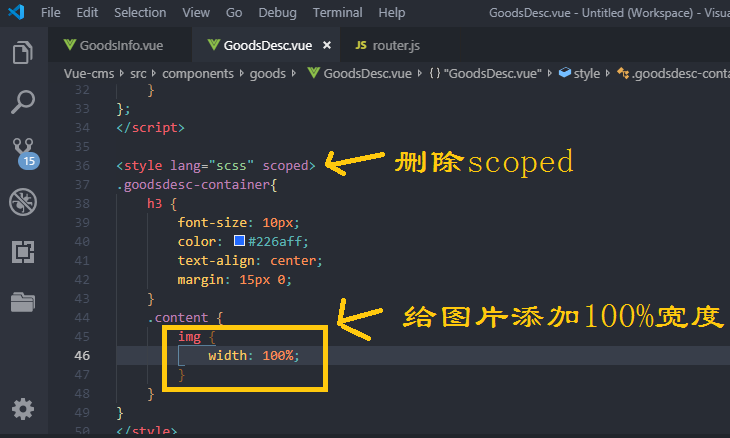 File Edit Selection View Go Debug Terminal Help GoodsDesc.vue - Untitled (Workspace) - Visua
GoodsInfo.vue GoodsDesc.vue × JS router.js
Vue-cms › src › components › goods › GoodsDesc.vue › {} "GoodsDesc.vue" › style › .goodsdesc-conta
32 }
33 };
34 </script>
35
36 <style lang="scss" scoped> 删除scoped
37 .goodsdesc-container{
38 h3 {
39 font-size: 10px;
40 color: #226aff;
41 text-align: center;
42 margin: 15px 0;
43 }
44 .content { 给图片添加100%宽度
45 img {
46 width: 100%;
47 }
48 }
49 }
50 </style>
15